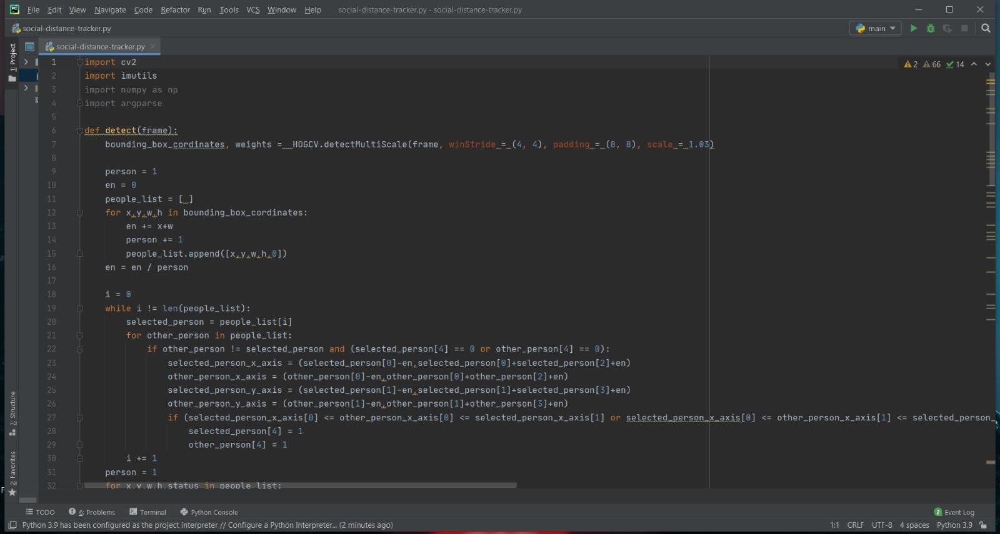 File Edit View Navigate Code Refactor Run Tools VCS Window Help social-distance-tracker.py - social-distance-tracker.py
social-distance-tracker.py main
1: Project
social-distance-tracker.py
2 66 14
1 import cv2
2 import imutils
3 import numpy as np
4 import argparse
5
6 def detect(frame):
7 bounding_box_cordinates, weights = HOGCV.detectMultiScale(frame, winStride = (4, 4), padding = (8, 8), scale = 1.03)
8
9 person = 1
10 en = 0
11 people_list = [ ]
12 for x,y,w,h in bounding_box_cordinates:
13 en += x+w
14 person += 1
15 people_list.append([x,y,w,h,0])
16 en = en / person
17
18 i = 0
19 while i != len(people_list):
20 selected_person = people_list[i]
21 for other_person in people_list:
22 if other_person != selected_person and (selected_person[4] == 0 or other_person[4] == 0):
23 selected_person_x_axis = (selected_person[0]-en,selected_person[0]+selected_person[2]+en)
24 other_person_x_axis = (other_person[0]-en,other_person[0]+other_person[2]+en)
25 selected_person_y_axis = (selected_person[1]-en,selected_person[1]+selected_person[3]+en)
26 other_person_y_axis = (other_person[1]-en,other_person[1]+other_person[3]+en)
27 if (selected_person_x_axis[0] <= other_person_x_axis[0] <= selected_person_x_axis[1] or selected_person_x_axis[0] <= other_person_x_axis[1] <= selected_person_
28 selected_person[4] = 1
29 other_person[4] = 1
30 i += 1
31 person = 1
32 for x,y,w,h,status in people_list:
7: Structure
2: Favorites
TODO 6: Problems Terminal Python Console 2 Event Log
Python 3.9 has been configured as the project interpreter // Configure a Python Interpreter... (2 minutes ago) 1:1 CRLF UTF-8 4 spaces Python 3.9